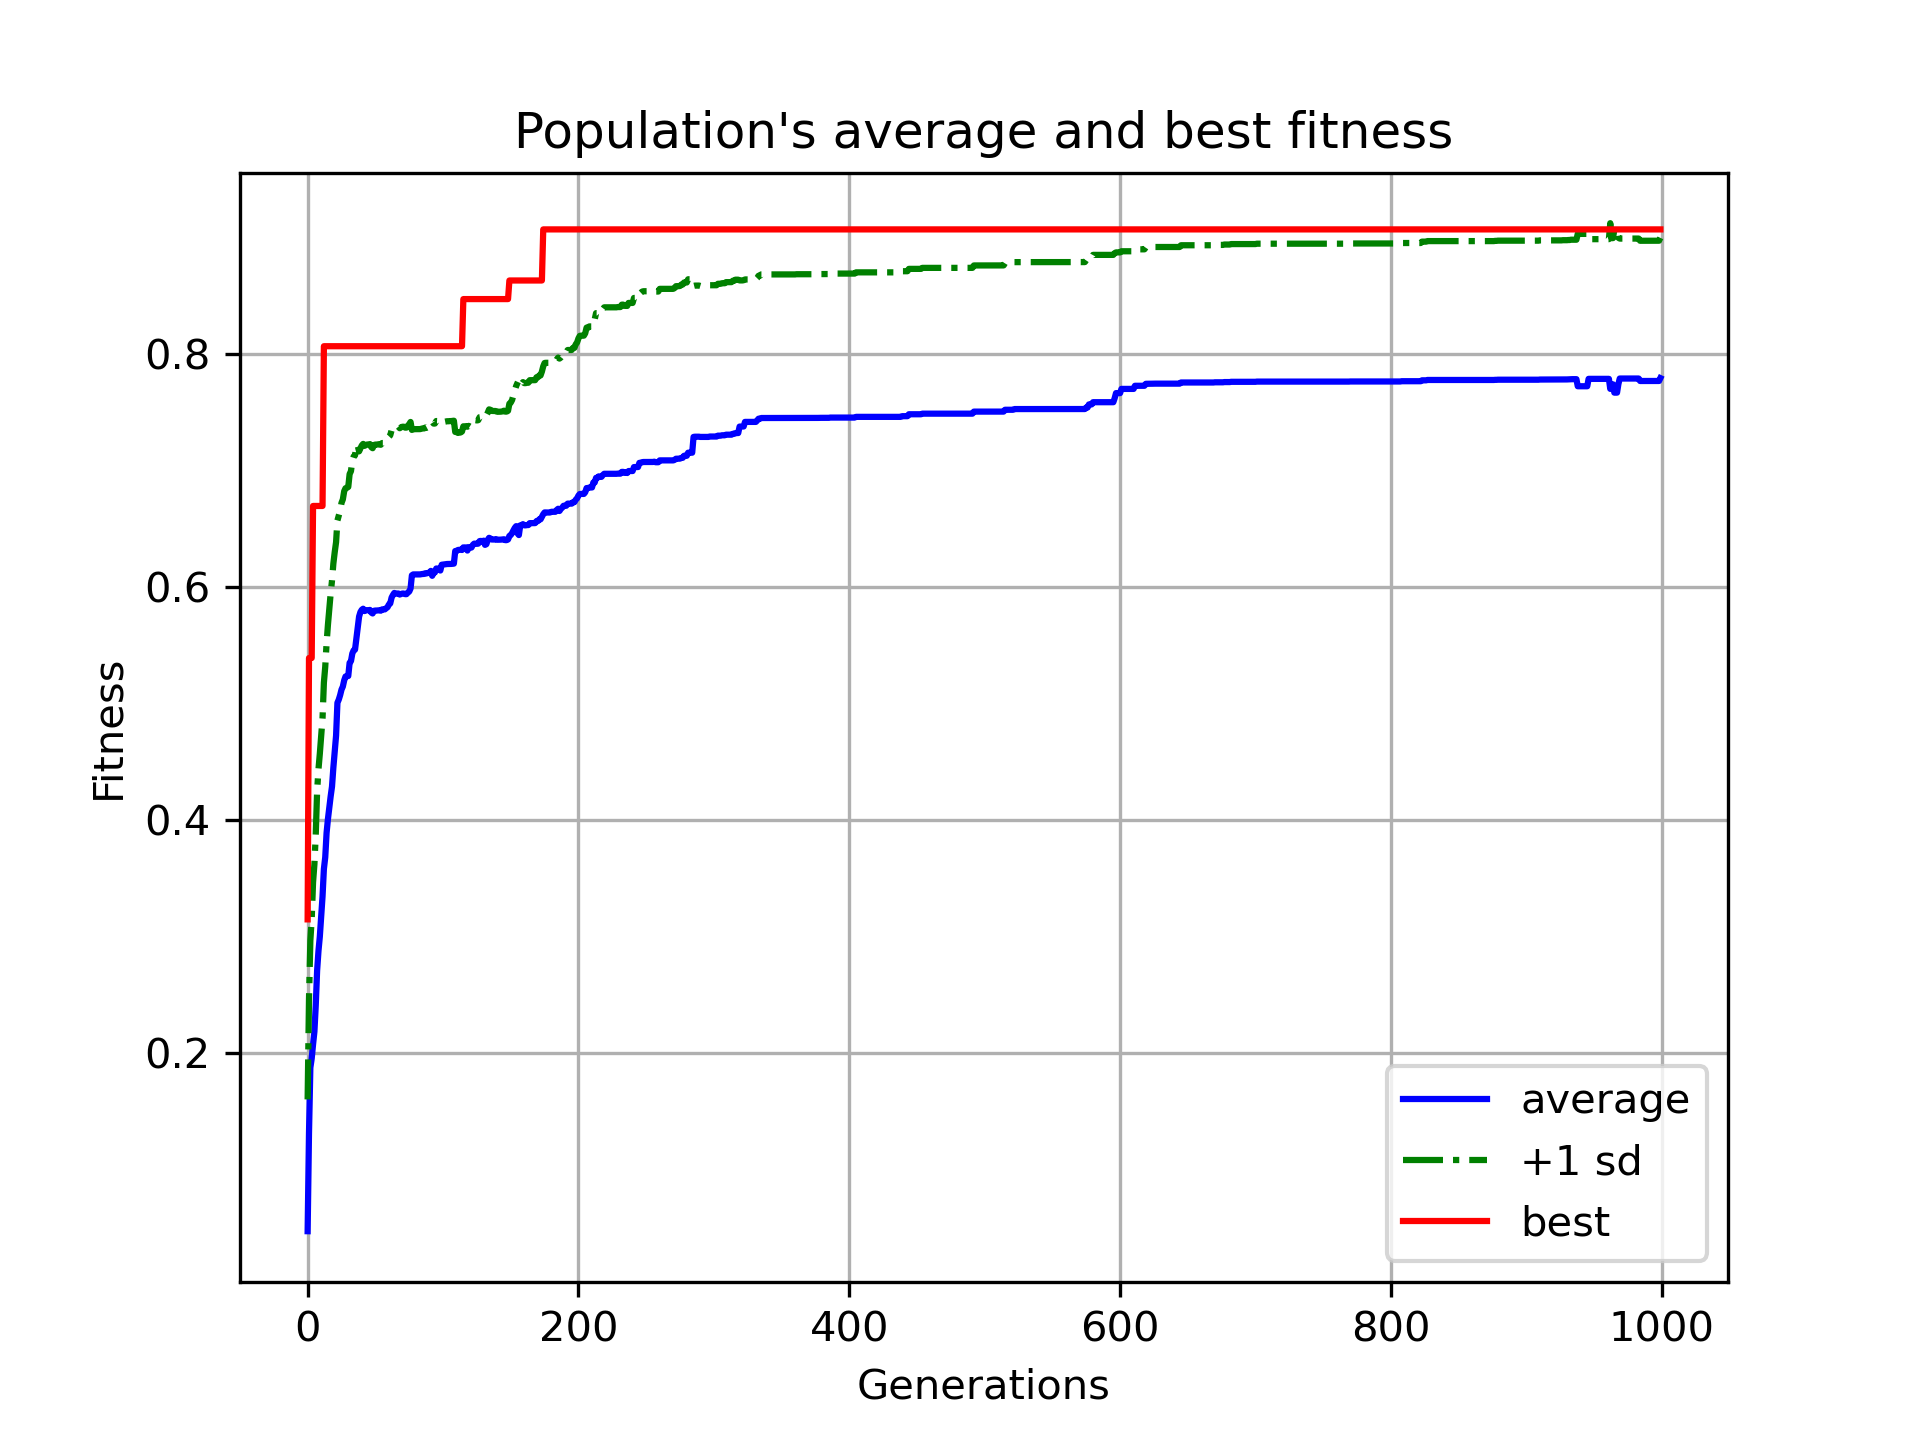 Population's average and best fitness
Fitness
0.8
0.6
0.4
0.2
0 200 400 600 800 1000
Generations
average
+1 sd
best